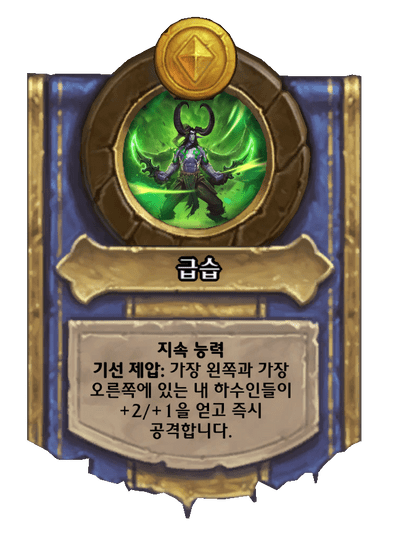 급습
지속 능력
기선 제압: 가장 왼쪽과 가장
오른쪽에 있는 내 하수인들이
+2/+1을 얻고 즉시
공격합니다.